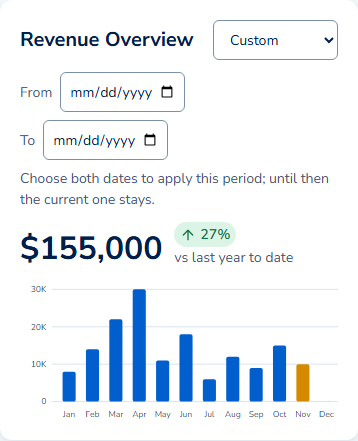 Revenue Overview
Custom
From mm/dd/yyyy
To mm/dd/yyyy
Choose both dates to apply this period; until then
the current one stays.
$155,000
↑ 27%
vs last year to date
30K
20K
10K
0
Jan Feb Mar Apr May Jun Jul Aug Sep Oct Nov Dec